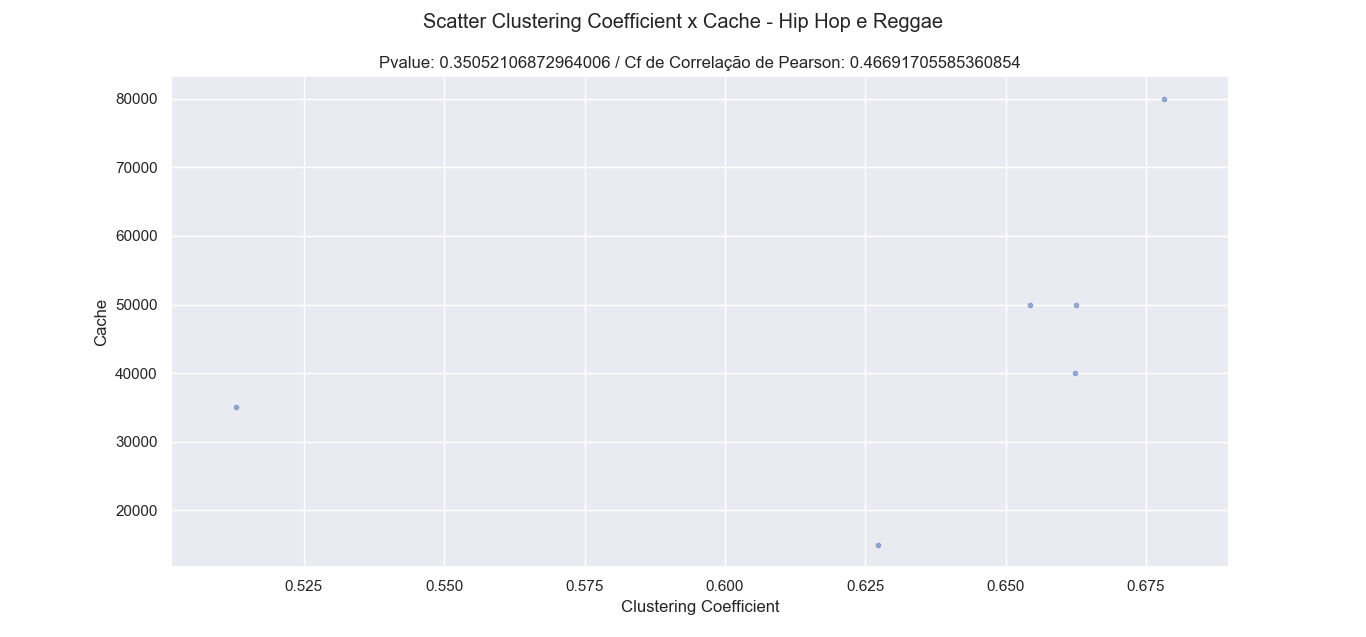 Scatter Clustering Coefficient x Cache - Hip Hop e Reggae
Pvalue: 0.35052106872964006 / Cf de Correlação de Pearson: 0.46691705585360854
80000
70000
60000
50000
40000
30000
20000
Cache
0.525 0.550 0.575 0.600 0.625 0.650 0.675
Clustering Coefficient